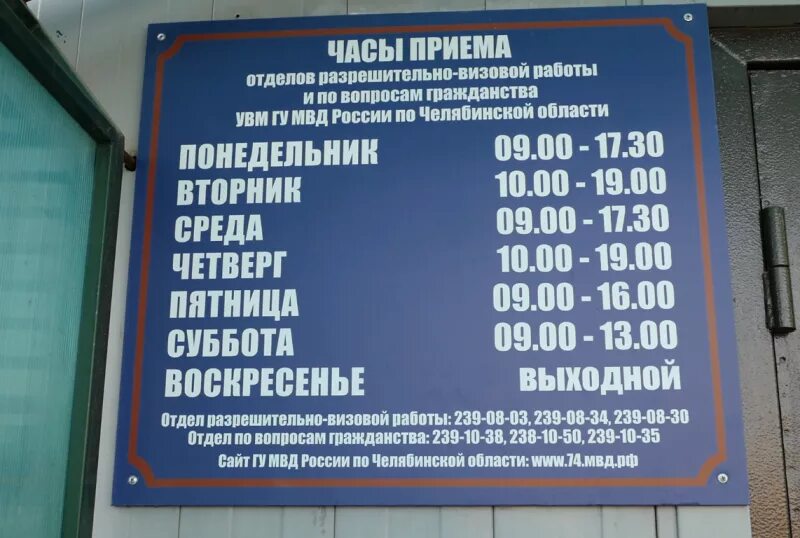 ЧАСЫ ПРИЕМА
отделов разрешительно-визовой работы
и по вопросам гражданства
УВМ ГУ МВД России по Челябинской области
ПОНЕДЕЛЬНИК 09.00 - 17.30
ВТОРНИК 10.00 - 19.00
СРЕДА 09.00 - 17.30
ЧЕТВЕРГ 10.00 - 19.00
ПЯТНИЦА 09.00 - 16.00
СУББОТА 09.00 - 13.00
ВОСКРЕСЕНЬЕ ВЫХОДНОЙ
Отдел разрешительно-визовой работы: 239-08-03, 239-08-34, 239-08-30
Отдел по вопросам гражданства: 239-10-38, 238-10-50, 239-10-35
Сайт ГУ МВД России по Челябинской области: www.74.мвд.рф